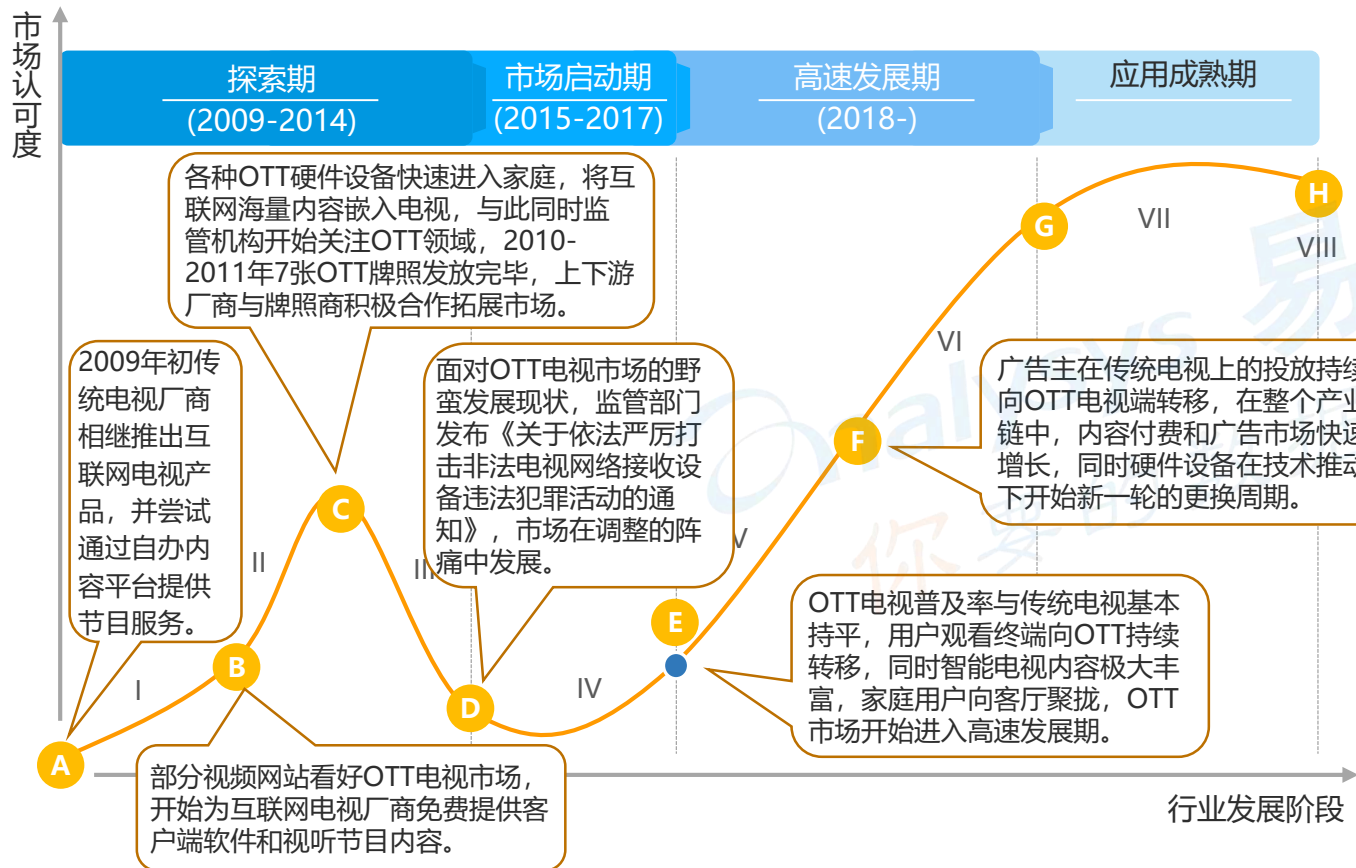 市场认可度
探索期
(2009-2014)
市场启动期
(2015-2017)
高速发展期
(2018-)
应用成熟期
各种OTT硬件设备快速进入家庭，将互
联网海量内容嵌入电视，与此同时监
管机构开始关注OTT领域，2010-
2011年7张OTT牌照发放完毕，上下游
厂商与牌照商积极合作拓展市场。
2009年初传
统电视厂商
相继推出互
联网电视产
品，并尝试
通过自办内
容平台提供
节目服务。
面对OTT电视市场的野
蛮发展现状，监管部门
发布《关于依法严厉打
击非法电视网络接收设
备违法犯罪活动的通
知》，市场在调整的阵
痛中发展。
广告主在传统电视上的投放持续
向OTT电视端转移，在整个产业
链中，内容付费和广告市场快速
增长，同时硬件设备在技术推动
下开始新一轮的更换周期。
OTT电视普及率与传统电视基本
持平，用户观看终端向OTT持续
转移，同时智能电视内容极大丰
富，家庭用户向客厅聚拢，OTT
市场开始进入高速发展期。
部分视频网站看好OTT电视市场，
开始为互联网电视厂商免费提供客
户端软件和视听节目内容。
A
B
C
D
E
F
G
H
I
II
III
IV
V
VI
VII
VIII
行业发展阶段
nalysys 易
你要的